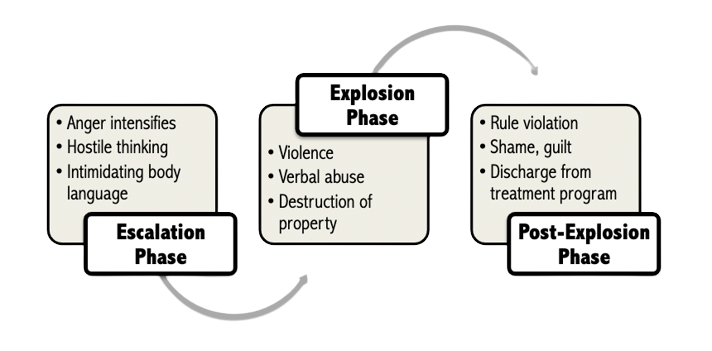 • Anger intensifies
• Hostile thinking
• Intimidating body
language
Escalation
Phase
Explosion
Phase
• Violence
• Verbal abuse
• Destruction of
property
• Rule violation
• Shame, guilt
• Discharge from
treatment program
Post-Explosion
Phase